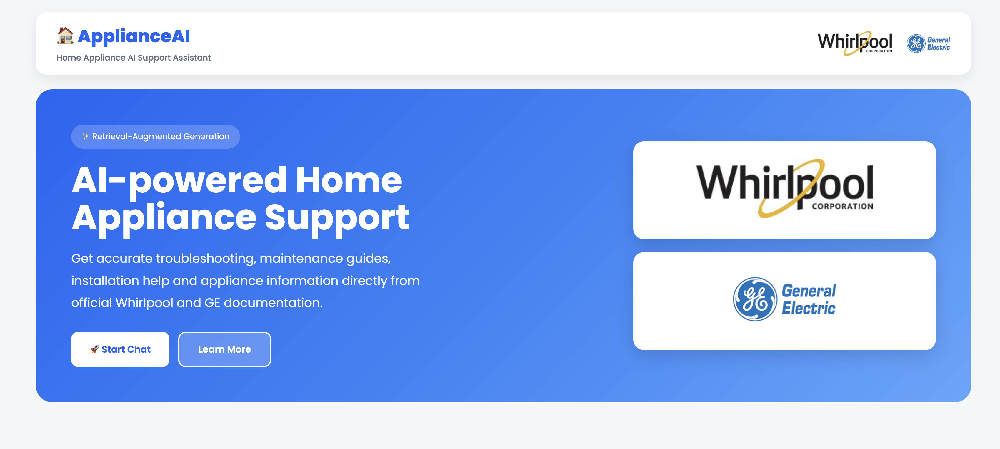 ApplianceAI
Home Appliance AI Support Assistant
Whirlpool
CORPORATION
GE
General
Electric
Retrieval-Augmented Generation
AI-powered Home
Appliance Support
Get accurate troubleshooting, maintenance guides,
installation help and appliance information directly from
official Whirlpool and GE documentation.
Start Chat
Learn More
Whirlpool
CORPORATION
GE
General
Electric